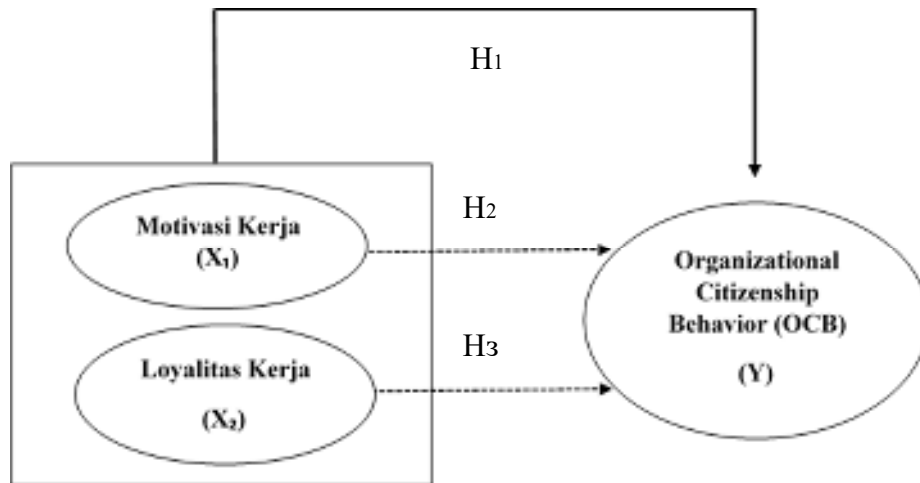 H1
Motivasi Kerja
(X₁)
H2
Organizational
Citizenship
Behavior (OCB)
(Y)
H3
Loyalitas Kerja
(X₂)